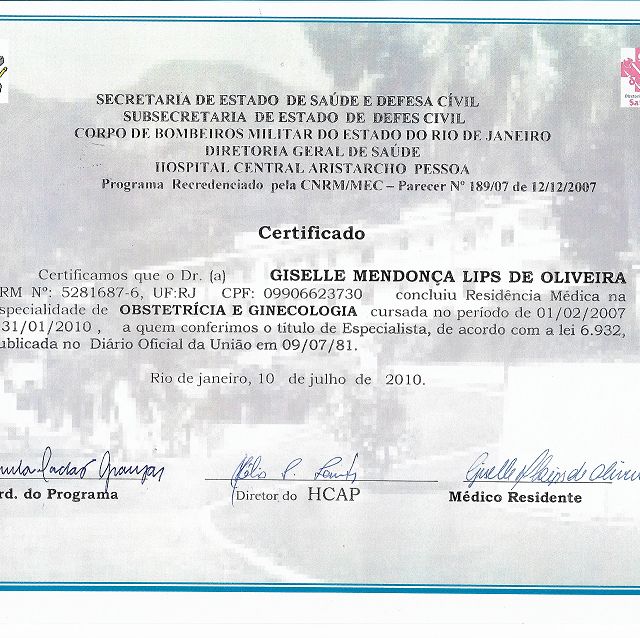 SECRETARIA DE ESTADO DE SAÚDE E DEFESA CÍVIL
SUBSECRETARIA DE ESTADO DE DEFES CIVIL
CORPO DE BOMBEIROS MILITAR DO ESTADO DO RIO DE JANEIRO
DIRETORIA GERAL DE SAÚDE
HOSPITAL CENTRAL ARISTARCHO PESSOA
Programa Recredenciado pela CNRM/MEC – Parecer Nº 189/07 de 12/12/2007
Certificado
Certificamos que o Dr. (a) GISELLE MENDONÇA LIPS DE OLIVEIRA
RM Nº: 5281687-6, UF:RJ CPF: 09906623730 concluiu Residência Médica na
specialidade de OBSTETRÍCIA E GINECOLOGIA cursada no período de 01/02/2007
31/01/2010 , a quem conferimos o titulo de Especialista, de acordo com a lei 6.932,
ublicada no Diário Oficial da União em 09/07/81.
Rio de janeiro, 10 de julho de 2010.
rd. do Programa
Diretor do HCAP
Médico Residente